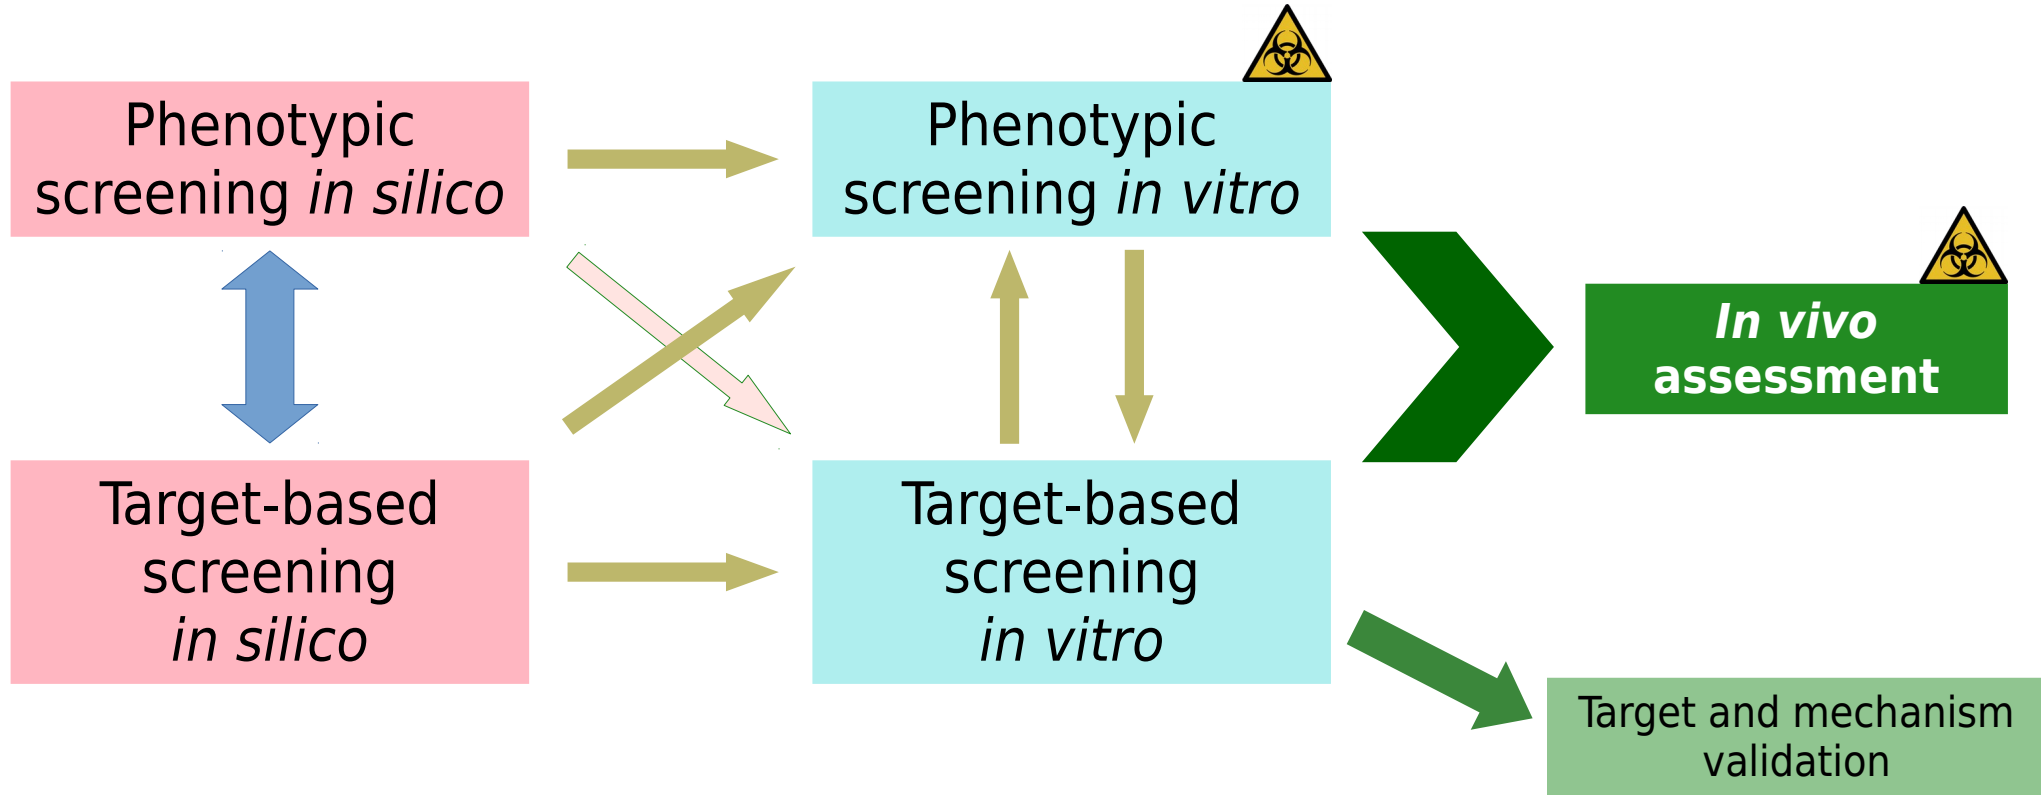 Phenotypic
screening in silico
Phenotypic
screening in vitro
In vivo
assessment
Target-based
screening
in silico
Target-based
screening
in vitro
Target and mechanism
validation